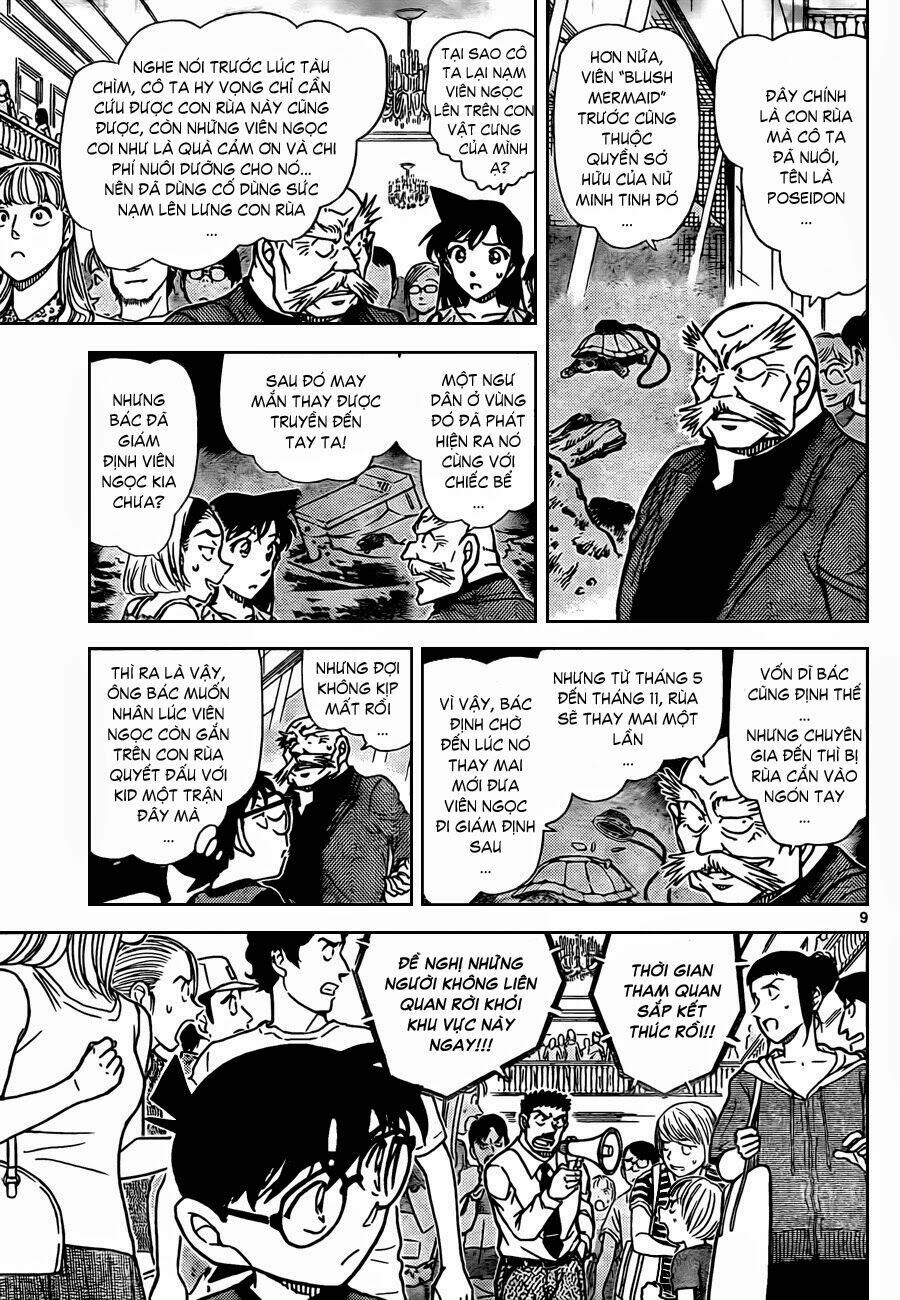 ĐÂY CHÍNH
LÀ CON RÙA
MÀ CÔ TA
ĐÃ NUÔI,
TÊN LÀ
POSEIDON
...
HƠN NỮA,
VIÊN “BLUSH
MERMAID”
TRƯỚC CŨNG
THUỘC
QUYỀN SỞ
HỮU CỦA NỮ
MINH TINH ĐÓ
...
TẠI SAO CÔ
TA LẠI NẠM
VIÊN NGỌC
LÊN TRÊN CON
VẬT CƯNG
CỦA MÌNH
Ạ?
NGHE NÓI TRƯỚC LÚC TÀU
CHÌM, CÔ TA HY VỌNG CHỈ CẦN
CỨU ĐƯỢC CON RÙA NÀY CŨNG
ĐƯỢC, CÒN NHỮNG VIÊN NGỌC
COI NHƯ LÀ QUÀ CẢM ƠN VÀ CHI
PHÍ NUÔI DƯỠNG CHO NÓ...
NÊN ĐÃ DÙNG CỐ DÙNG SỨC
NẠM LÊN LƯNG CON RÙA
...
MỘT NGƯ
DÂN Ở VÙNG
ĐÓ ĐÃ PHÁT
HIỆN RA NÓ
CÙNG VỚI
CHIẾC BỂ
...
SAU ĐÓ MAY
MẮN THAY ĐƯỢC
TRUYỀN ĐẾN
TAY TA!
NHƯNG
BÁC ĐÃ
GIÁM
ĐỊNH VIÊN
NGỌC KIA
CHƯA?
VỐN DĨ BÁC
CŨNG ĐỊNH THẾ
...
NHƯNG CHUYÊN
GIA ĐẾN THÌ BỊ
RÙA CẮN VÀO
NGÓN TAY
...
NHƯNG TỪ THÁNG 5
ĐẾN THÁNG 11, RÙA
SẼ THAY MAI MỘT
LẦN
...
VÌ VẬY, BÁC
ĐỊNH CHỜ
ĐẾN LÚC NÓ
THAY MAI
MỚI ĐƯA
VIÊN NGỌC
ĐI GIÁM ĐỊNH
SAU
...
NHƯNG ĐỢI
KHÔNG KỊP
MẤT RỒI
...
THÌ RA LÀ VẬY,
ÔNG BÁC MUỐN
NHÂN LÚC VIÊN
NGỌC CÒN GẮN
TRÊN CON RÙA
QUYẾT ĐẤU VỚI
KID MỘT TRẬN
ĐÂY MÀ
...
9
THỜI GIAN
THAM QUAN
SẮP KẾT
THÚC RỒI!!
ĐỀ NGHỊ NHỮNG
NGƯỜI KHÔNG LIÊN
QUAN RỜI KHỎI
KHU VỰC NÀY
NGAY!!!